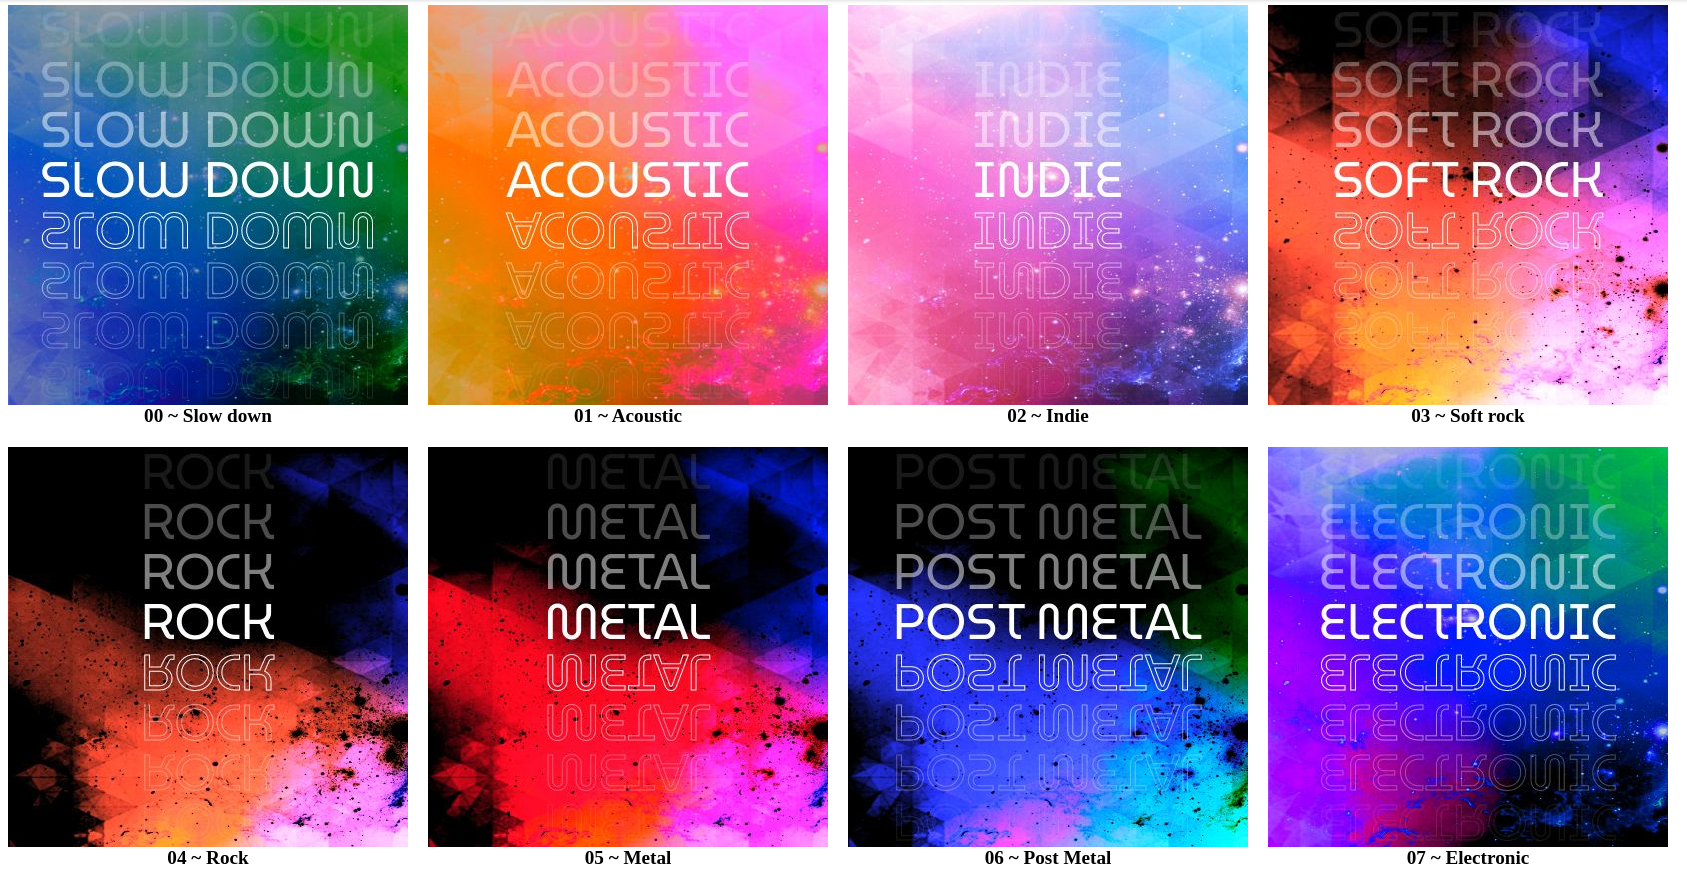 SLOW DOWN
SLOW DOWN
SLOW DOWN
SLOW DOWN
00 ~ Slow down
ACOUSTIC
ACOUSTIC
ACOUSTIC
ACOUSTIC
01 ~ Acoustic
INDIE
INDIE
INDIE
INDIE
02 ~ Indie
SOFT ROCK
SOFT ROCK
SOFT ROCK
SOFT ROCK
03 ~ Soft rock
ROCK
ROCK
ROCK
ROCK
04 ~ Rock
METAL
METAL
METAL
METAL
05 ~ Metal
POST METAL
POST METAL
POST METAL
POST METAL
06 ~ Post Metal
ELECTRONIC
ELECTRONIC
ELECTRONIC
ELECTRONIC
07 ~ Electronic